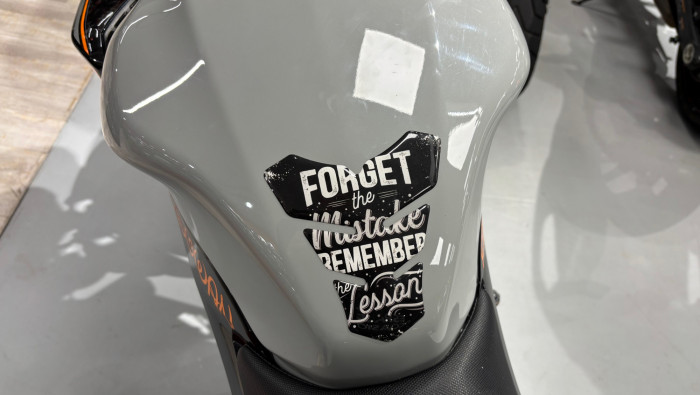 FORGET
the
Mistake
REMEMBER
the
Lesson